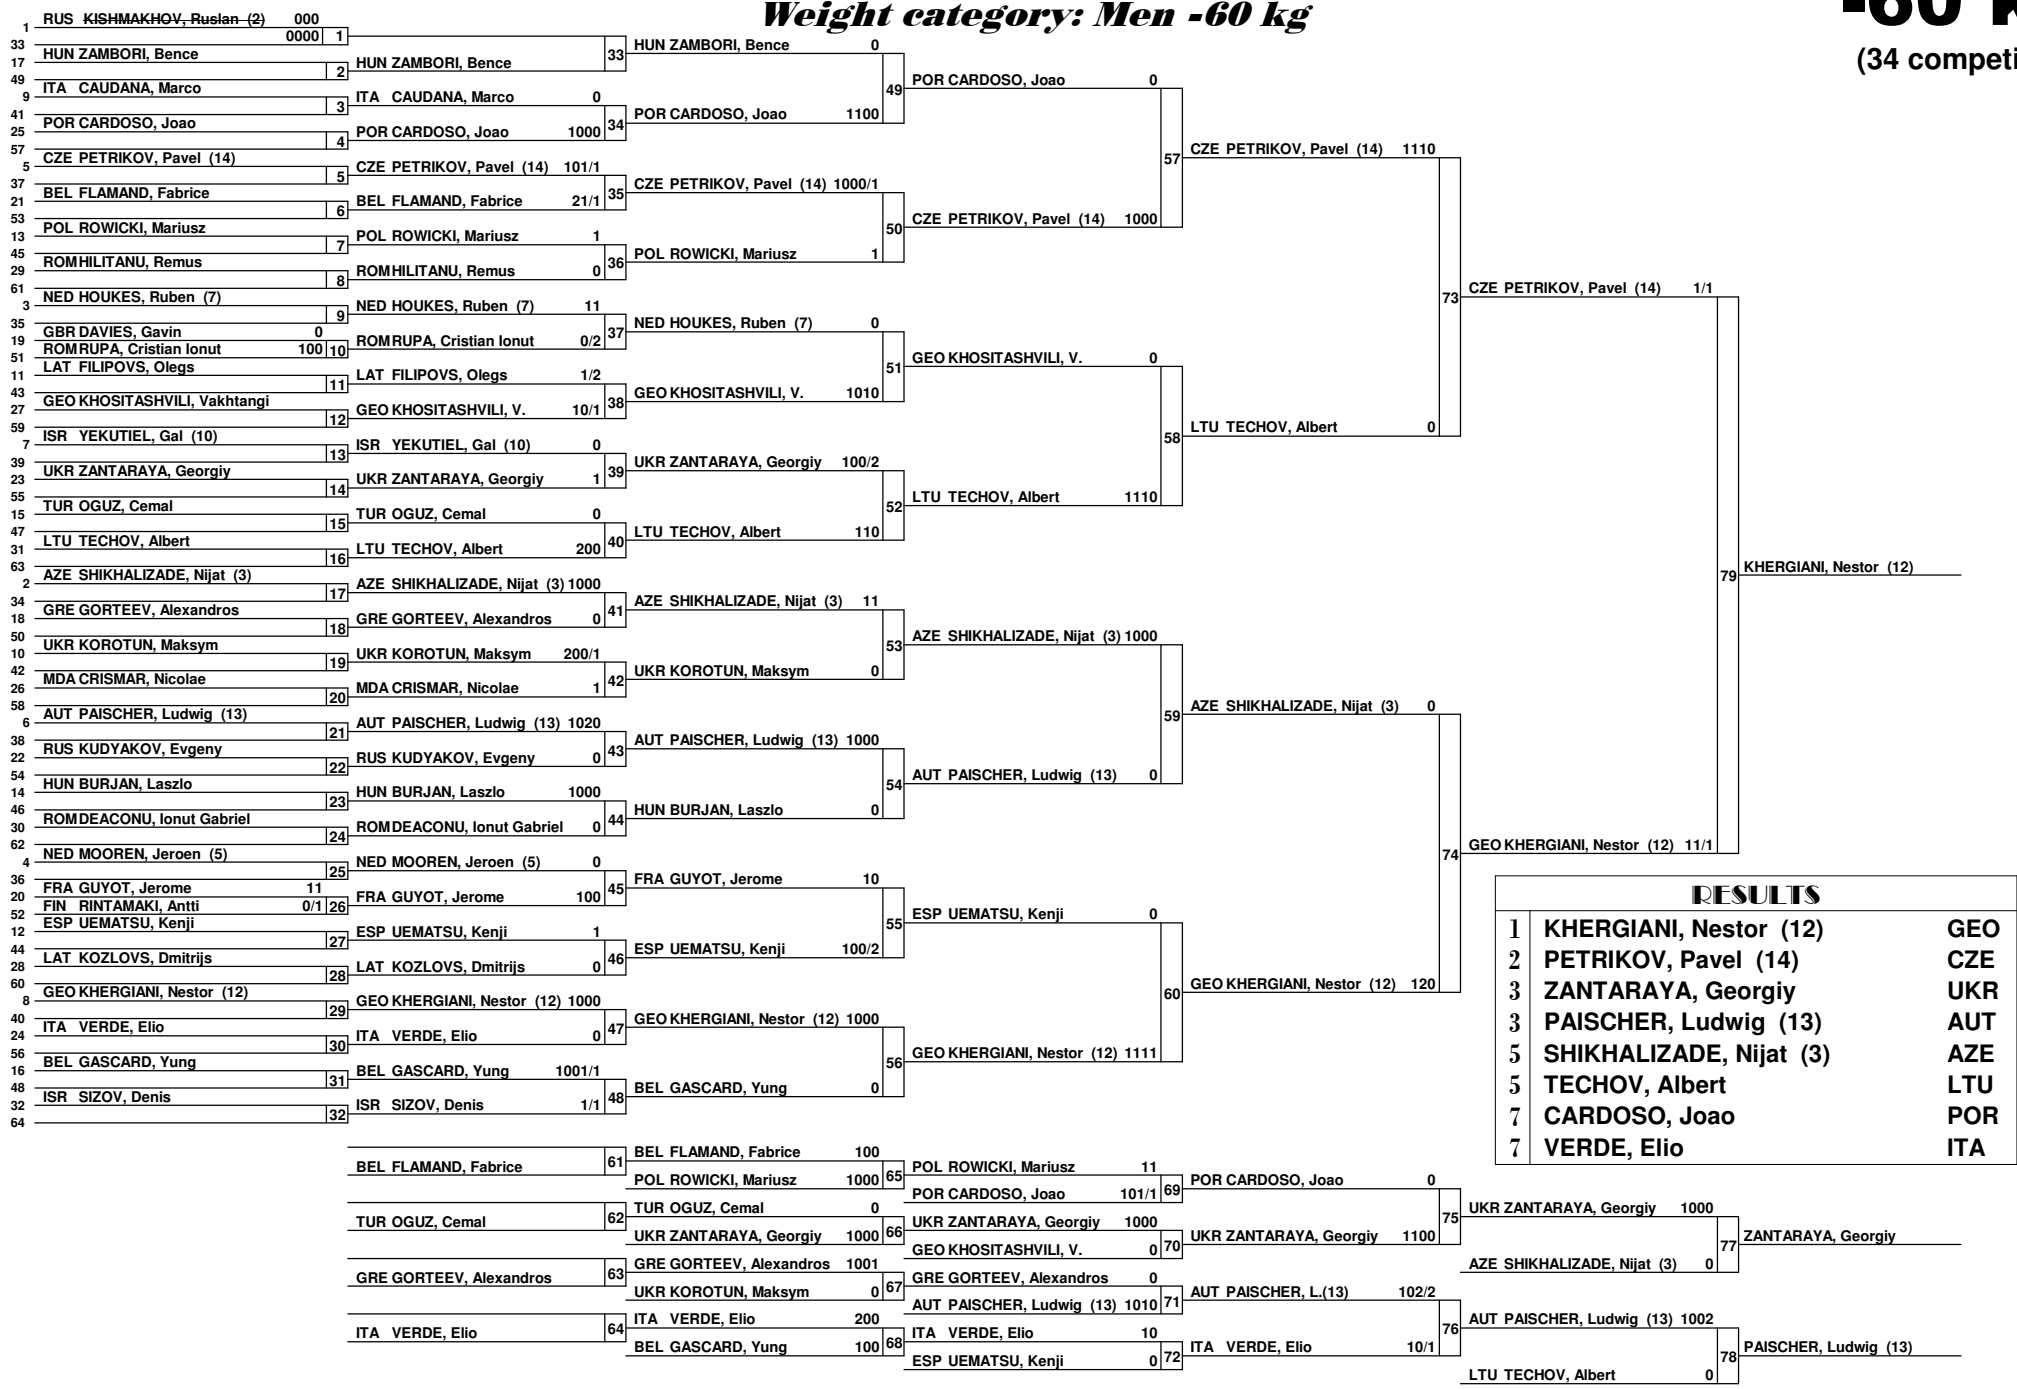 Weight category: Men -60 kg
-60 k
(34 competi
1 RUS KISHMAKHOV, Ruslan (2) 000
33 0000 1
17 HUN ZAMBORI, Bence
49 2
9 ITA CAUDANA, Marco
41 3
25 POR CARDOSO, Joao
57 4
5 CZE PETRIKOV, Pavel (14)
37 5
21 BEL FLAMAND, Fabrice
53 6
13 POL ROWICKI, Mariusz
45 7
29 ROM HILITANU, Remus
61 8
3 NED HOUKES, Ruben (7)
35 9
19 GBR DAVIES, Gavin 0
51 ROM RUPA, Cristian Ionut 100 10
11 LAT FILIPOVS, Olegs
43 11
27 GEO KHOSITASHVILI, Vakhtangi
59 12
7 ISR YEKUTIEL, Gal (10)
39 13
23 UKR ZANTARAYA, Georgiy
55 14
15 TUR OGUZ, Cemal
47 15
31 LTU TECHOV, Albert
63 16
2 AZE SHIKHALIZADE, Nijat (3)
34 17
18 GRE GORTEEV, Alexandros
50 18
10 UKR KOROTUN, Maksym
42 19
26 MDA CRISMAR, Nicolae
58 20
6 AUT PAISCHER, Ludwig (13)
38 21
22 RUS KUDYAKOV, Evgeny
54 22
14 HUN BURJAN, Laszlo
46 23
30 ROM DEACONU, Ionut Gabriel
62 24
4 NED MOOREN, Jeroen (5)
36 25
20 FRA GUYOT, Jerome 11
52 FIN RINTAMAKI, Antti 0/1 26
12 ESP UEMATSU, Kenji
44 27
28 LAT KOZLOVS, Dmitrijs
60 28
8 GEO KHERGIANI, Nestor (12)
40 29
24 ITA VERDE, Elio
56 30
16 BEL GASCARD, Yung
48 31
32 ISR SIZOV, Denis
64 32
HUN ZAMBORI, Bence 33
ITA CAUDANA, Marco 0
POR CARDOSO, Joao 1000 34
CZE PETRIKOV, Pavel (14) 101/1
BEL FLAMAND, Fabrice 21/1 35
POL ROWICKI, Mariusz 1
ROM HILITANU, Remus 0 36
NED HOUKES, Ruben (7) 11
ROM RUPA, Cristian Ionut 0/2 37
LAT FILIPOVS, Olegs 1/2
GEO KHOSITASHVILI, V. 10/1 38
ISR YEKUTIEL, Gal (10) 0
UKR ZANTARAYA, Georgiy 1 39
TUR OGUZ, Cemal 0
LTU TECHOV, Albert 200 40
AZE SHIKHALIZADE, Nijat (3) 1000
GRE GORTEEV, Alexandros 0 41
UKR KOROTUN, Maksym 200/1
MDA CRISMAR, Nicolae 1 42
AUT PAISCHER, Ludwig (13) 1020
RUS KUDYAKOV, Evgeny 0 43
HUN BURJAN, Laszlo 1000
ROM DEACONU, Ionut Gabriel 0 44
NED MOOREN, Jeroen (5) 0
FRA GUYOT, Jerome 100 45
ESP UEMATSU, Kenji 1
LAT KOZLOVS, Dmitrijs 0 46
GEO KHERGIANI, Nestor (12) 1000
ITA VERDE, Elio 0 47
BEL GASCARD, Yung 1001/1
ISR SIZOV, Denis 1/1 48
HUN ZAMBORI, Bence 0
POR CARDOSO, Joao 1100 49
CZE PETRIKOV, Pavel (14) 1000/1
POL ROWICKI, Mariusz 1 50
NED HOUKES, Ruben (7) 0
GEO KHOSITASHVILI, V. 1010 51
UKR ZANTARAYA, Georgiy 100/2
LTU TECHOV, Albert 110 52
AZE SHIKHALIZADE, Nijat (3) 11
UKR KOROTUN, Maksym 0 53
AUT PAISCHER, Ludwig (13) 1000
HUN BURJAN, Laszlo 0 54
FRA GUYOT, Jerome 10
ESP UEMATSU, Kenji 100/2 55
GEO KHERGIANI, Nestor (12) 1000
BEL GASCARD, Yung 0 56
POR CARDOSO, Joao 0
CZE PETRIKOV, Pavel (14) 1000 57
GEO KHOSITASHVILI, V. 0
LTU TECHOV, Albert 1110 58
AZE SHIKHALIZADE, Nijat (3) 1000
AUT PAISCHER, Ludwig (13) 0 59
ESP UEMATSU, Kenji 0
GEO KHERGIANI, Nestor (12) 1111 60
CZE PETRIKOV, Pavel (14) 1110
LTU TECHOV, Albert 0 73
AZE SHIKHALIZADE, Nijat (3) 0
GEO KHERGIANI, Nestor (12) 120 74
CZE PETRIKOV, Pavel (14) 1/1
GEO KHERGIANI, Nestor (12) 11/1 79
KHERGIANI, Nestor (12)
RESULTS
1 KHERGIANI, Nestor (12) GEO
2 PETRIKOV, Pavel (14) CZE
3 ZANTARAYA, Georgiy UKR
3 PAISCHER, Ludwig (13) AUT
5 SHIKHALIZADE, Nijat (3) AZE
5 TECHOV, Albert LTU
7 CARDOSO, Joao POR
7 VERDE, Elio ITA
BEL FLAMAND, Fabrice 61
TUR OGUZ, Cemal 62
GRE GORTEEV, Alexandros 63
ITA VERDE, Elio 64
BEL FLAMAND, Fabrice 100
POL ROWICKI, Mariusz 1000 65
TUR OGUZ, Cemal 0
UKR ZANTARAYA, Georgiy 1000 66
GRE GORTEEV, Alexandros 1001
UKR KOROTUN, Maksym 0 67
ITA VERDE, Elio 200
BEL GASCARD, Yung 100 68
POL ROWICKI, Mariusz 11
POR CARDOSO, Joao 101/1 69
UKR ZANTARAYA, Georgiy 1000
GEO KHOSITASHVILI, V. 0 70
GRE GORTEEV, Alexandros 0
AUT PAISCHER, Ludwig (13) 1010 71
ITA VERDE, Elio 10
ESP UEMATSU, Kenji 0 72
POR CARDOSO, Joao 0
UKR ZANTARAYA, Georgiy 1100 75
AUT PAISCHER, L.(13) 102/2
ITA VERDE, Elio 10/1 76
UKR ZANTARAYA, Georgiy 1000
AZE SHIKHALIZADE, Nijat (3) 0 77
AUT PAISCHER, Ludwig (13) 1002
LTU TECHOV, Albert 0 78
ZANTARAYA, Georgiy
PAISCHER, Ludwig (13)